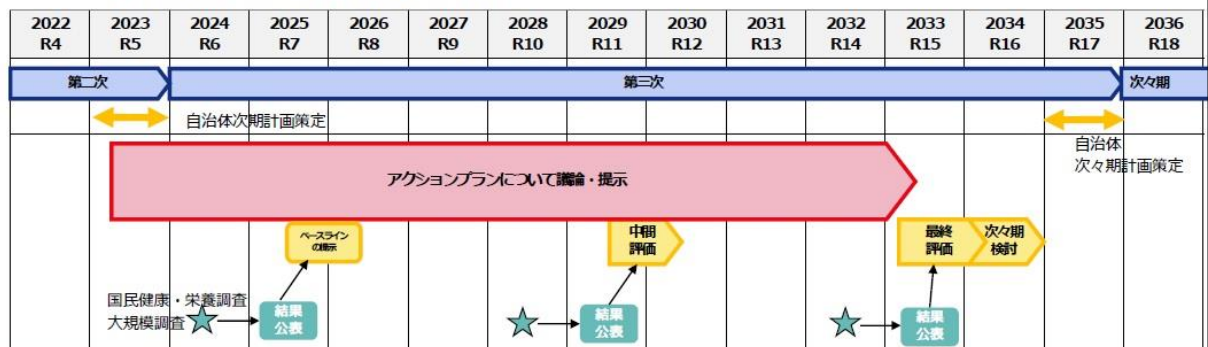 2022 2023 2024 2025 2026 2027 2028 2029 2030 2031 2032 2033 2034 2035 2036
R4 R5 R6 R7 R8 R9 R10 R11 R12 R13 R14 R15 R16 R17 R18
第二次 第三次 次々期
自治体次期計画策定
自治体
次々期計画策定
アクションプランについて議論・提示
ベースライン
の提示
中間
評価
最終
評価
次々期
検討
国民健康・栄養調査
大規模調査
結果
公表
結果
公表
結果
公表